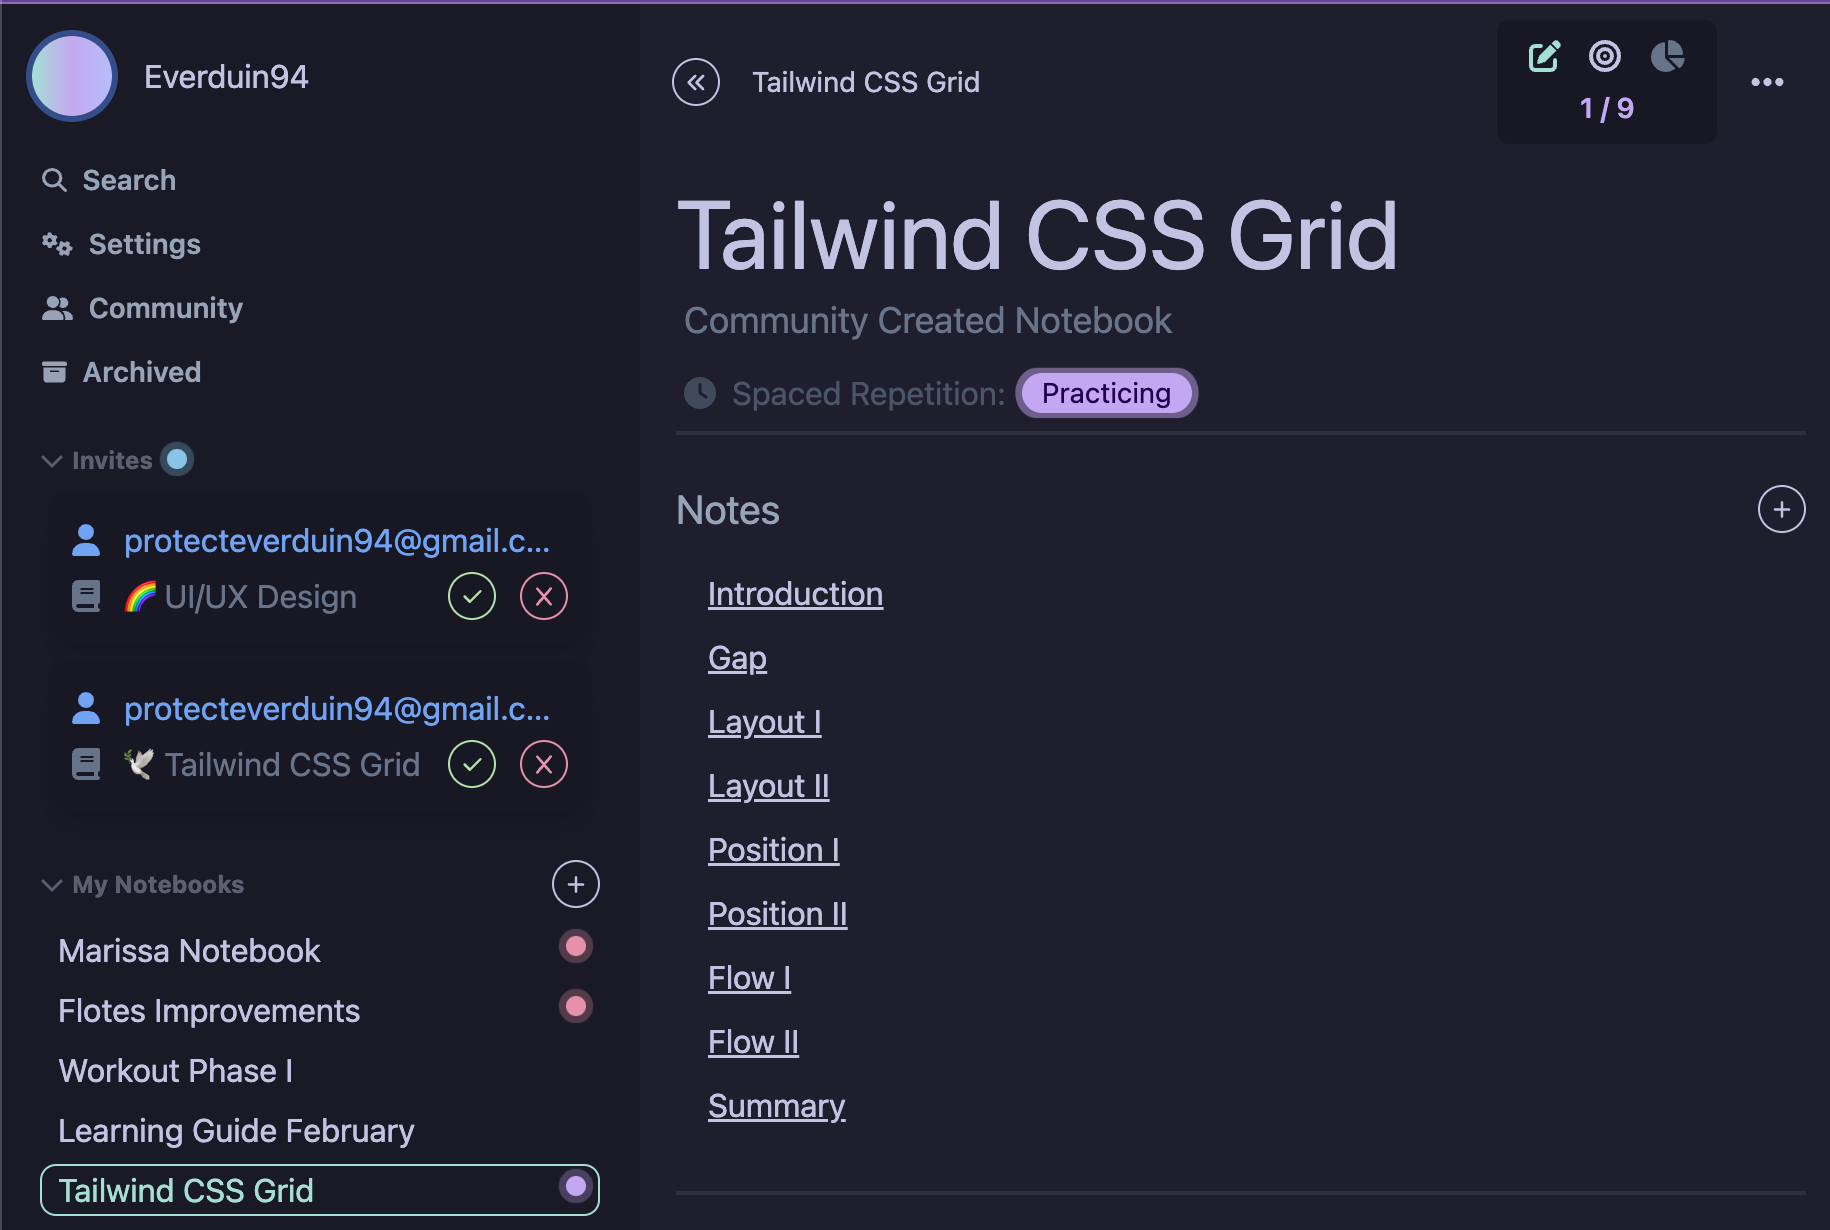 Everduin94
Search
Settings
Community
Archived
Invites
protecteverduin94@gmail.c...
🌈 UI/UX Design
protecteverduin94@gmail.c...
🕊️ Tailwind CSS Grid
My Notebooks
Marissa Notebook
Flotes Improvements
Workout Phase I
Learning Guide February
Tailwind CSS Grid
Tailwind CSS Grid
1 / 9
Tailwind CSS Grid
Community Created Notebook
Spaced Repetition: Practicing
Notes
Introduction
Gap
Layout I
Layout II
Position I
Position II
Flow I
Flow II
Summary